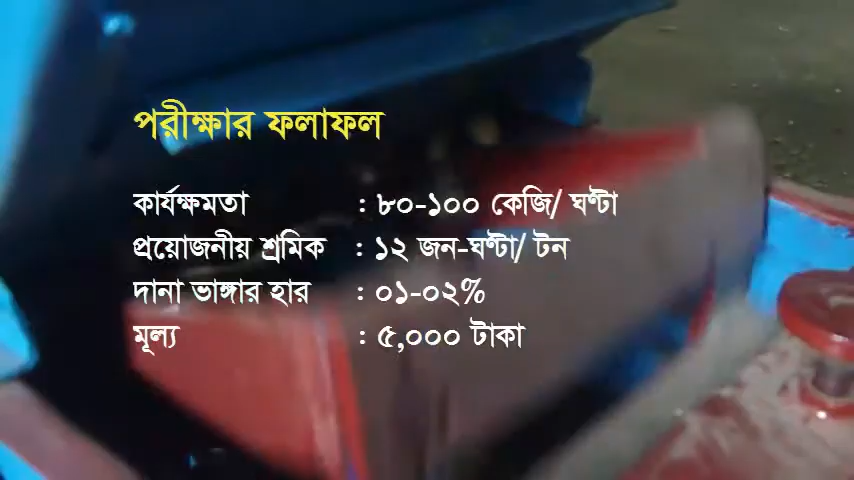 পরীক্ষার ফলাফল
কার্যক্ষমতা : ৮০-১০০ কেজি/ ঘণ্টা
প্রয়োজনীয় শ্রমিক : ১২ জন-ঘণ্টা/ টন
দানা ভাঙ্গার হার : ০১-০২%
মূল্য : ৫,০০০ টাকা